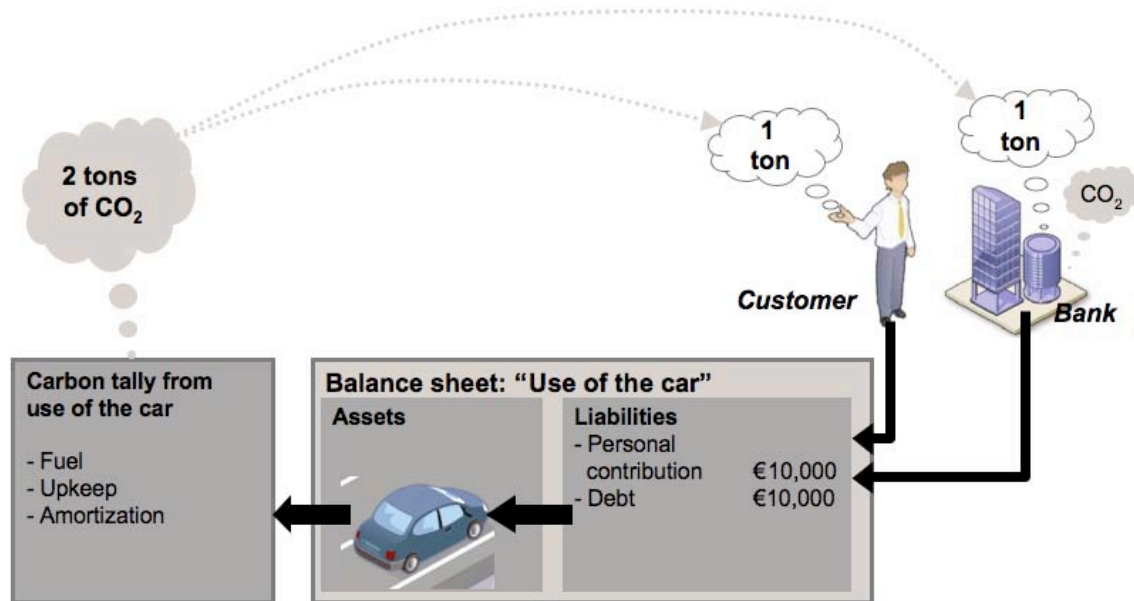 2 tons
of CO₂
1
ton
1
ton
CO₂
Customer
Bank
Carbon tally from
use of the car
- Fuel
- Upkeep
- Amortization
Balance sheet: “Use of the car”
Assets
Liabilities
- Personal
contribution €10,000
- Debt €10,000